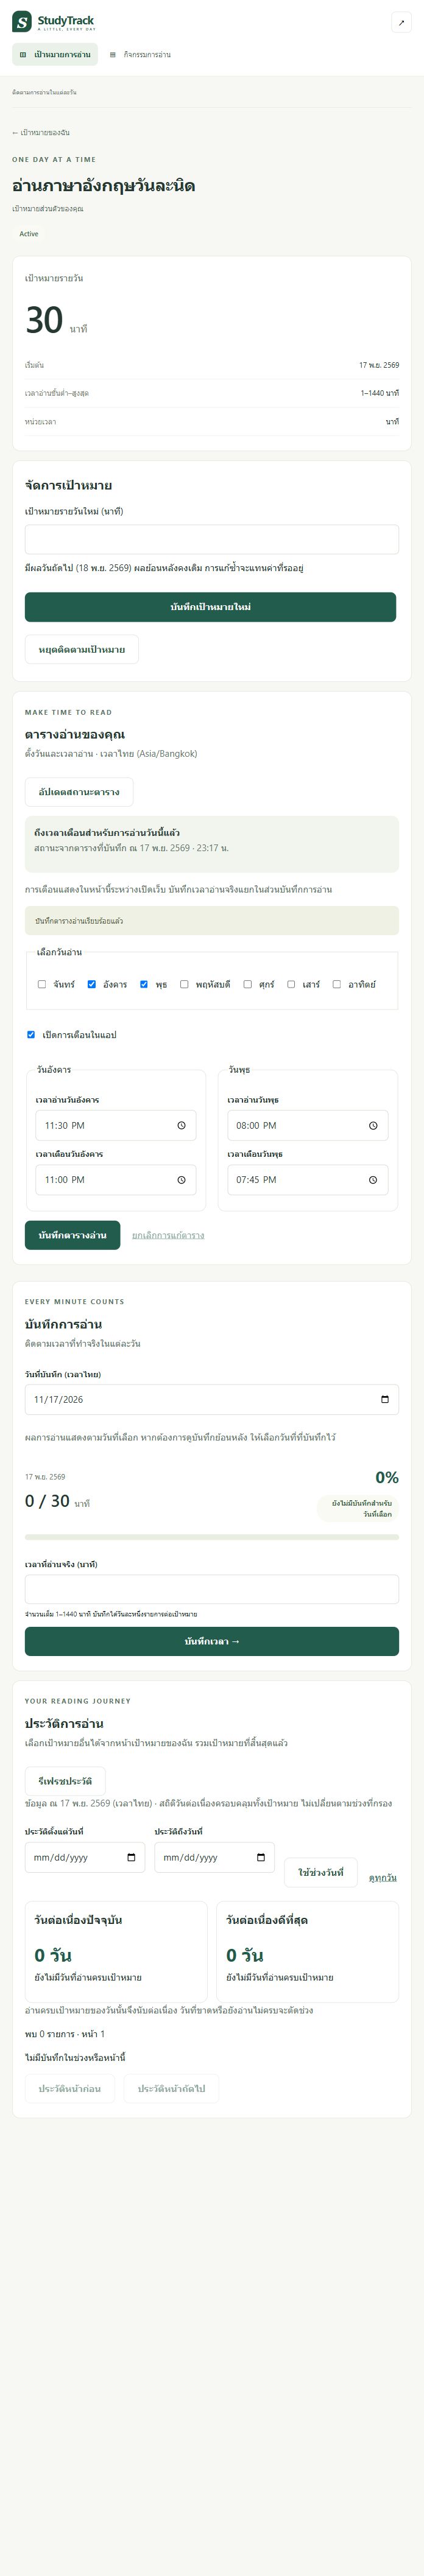 S StudyTrack
A LITTLE, EVERY DAY
↗
เป้าหมายการอ่าน
กิจกรรมการอ่าน
ติดตามการอ่านในแต่ละวัน
← เป้าหมายของฉัน
ONE DAY AT A TIME
อ่านภาษาอังกฤษวันละนิด
เป้าหมายส่วนตัวของคุณ
Active
เป้าหมายรายวัน
30 นาที
เริ่มต้น 17 พ.ย. 2569
เวลาอ่านขั้นต่ำ–สูงสุด 1–1440 นาที
หน่วยเวลา นาที
จัดการเป้าหมาย
เป้าหมายรายวันใหม่ (นาที)
มีผลวันถัดไป (18 พ.ย. 2569) ผลย้อนหลังคงเดิม การแก้ซ้ำจะแทนค่าที่รออยู่
บันทึกเป้าหมายใหม่
หยุดติดตามเป้าหมาย
MAKE TIME TO READ
ตารางอ่านของคุณ
ตั้งวันและเวลาอ่าน · เวลาไทย (Asia/Bangkok)
อัปเดตสถานะตาราง
ถึงเวลาเตือนสำหรับการอ่านวันนี้แล้ว
สถานะจากตารางที่บันทึก ณ 17 พ.ย. 2569 · 23:17 น.
การเตือนแสดงในหน้านี้ระหว่างเปิดเว็บ บันทึกเวลาอ่านจริงแยกในส่วนบันทึกการอ่าน
บันทึกตารางอ่านเรียบร้อยแล้ว
เลือกวันอ่าน
จันทร์ อังคาร พุธ พฤหัสบดี ศุกร์ เสาร์ อาทิตย์
เปิดการเตือนในแอป
วันอังคาร วันพุธ
เวลาอ่านวันอังคาร เวลาอ่านวันพุธ
11:30 PM 08:00 PM
เวลาเตือนวันอังคาร เวลาเตือนวันพุธ
11:00 PM 07:45 PM
บันทึกตารางอ่าน ยกเลิกการแก้ตาราง
EVERY MINUTE COUNTS
บันทึกการอ่าน
ติดตามเวลาที่ทำจริงในแต่ละวัน
วันที่บันทึก (เวลาไทย)
11/17/2026
ผลการอ่านแสดงตามวันที่เลือก หากต้องการดูบันทึกย้อนหลัง ให้เลือกวันที่ที่บันทึกไว้
17 พ.ย. 2569 0%
0 / 30 นาที
ยังไม่มีบันทึกสำหรับ
วันที่เลือก
เวลาที่อ่านจริง (นาที)
จำนวนเต็ม 1–1440 นาที บันทึกได้วันละหนึ่งรายการต่อเป้าหมาย
บันทึกเวลา →
YOUR READING JOURNEY
ประวัติการอ่าน
เลือกเป้าหมายอื่นได้จากหน้าเป้าหมายของฉัน รวมเป้าหมายที่สิ้นสุดแล้ว
รีเฟรชประวัติ
ข้อมูล ณ 17 พ.ย. 2569 (เวลาไทย) · สถิติวันต่อเนื่องครอบคลุมทั้งเป้าหมาย ไม่เปลี่ยนตามช่วงที่กรอง
ประวัติตั้งแต่วันที่ ประวัติถึงวันที่
mm/dd/yyyy mm/dd/yyyy ใช้ช่วงวันที่ ดูทุกวัน
วันต่อเนื่องปัจจุบัน วันต่อเนื่องดีที่สุด
0 วัน 0 วัน
ยังไม่มีวันที่อ่านครบเป้าหมาย ยังไม่มีวันที่อ่านครบเป้าหมาย
อ่านครบเป้าหมายของวันนั้นจึงนับต่อเนื่อง วันที่ขาดหรือยังอ่านไม่ครบจะตัดช่วง
พบ 0 รายการ · หน้า 1
ไม่มีบันทึกในช่วงหรือหน้านี้
ประวัติหน้าก่อน ประวัติหน้าถัดไป